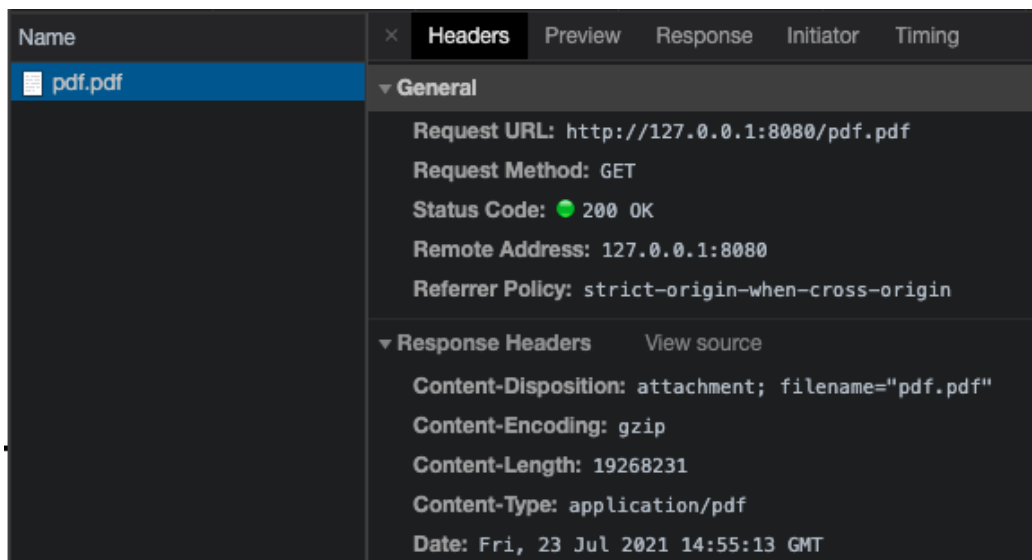 Name
× Headers Preview Response Initiator Timing
pdf.pdf
General
Request URL: http://127.0.0.1:8080/pdf.pdf
Request Method: GET
Status Code: 200 OK
Remote Address: 127.0.0.1:8080
Referrer Policy: strict-origin-when-cross-origin
Response Headers View source
Content-Disposition: attachment; filename="pdf.pdf"
Content-Encoding: gzip
Content-Length: 19268231
Content-Type: application/pdf
Date: Fri, 23 Jul 2021 14:55:13 GMT